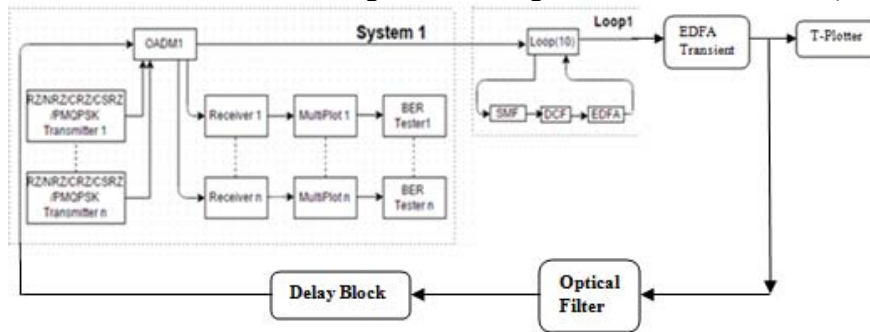 System 1
OADM1
RZ/NRZ/CRZ/CSRZ
/PMQPSK
Transmitter 1
Receiver 1
MultiPlot 1
BER
Tester1
RZ/NRZ/CRZ/CSRZ
/PMQPSK
Transmitter n
Receiver n
MultiPlot n
BER
Tester n
Loop1
Loop(10)
SMF
DCF
EDFA
EDFA
Transient
T-Plotter
Delay Block
Optical
Filter